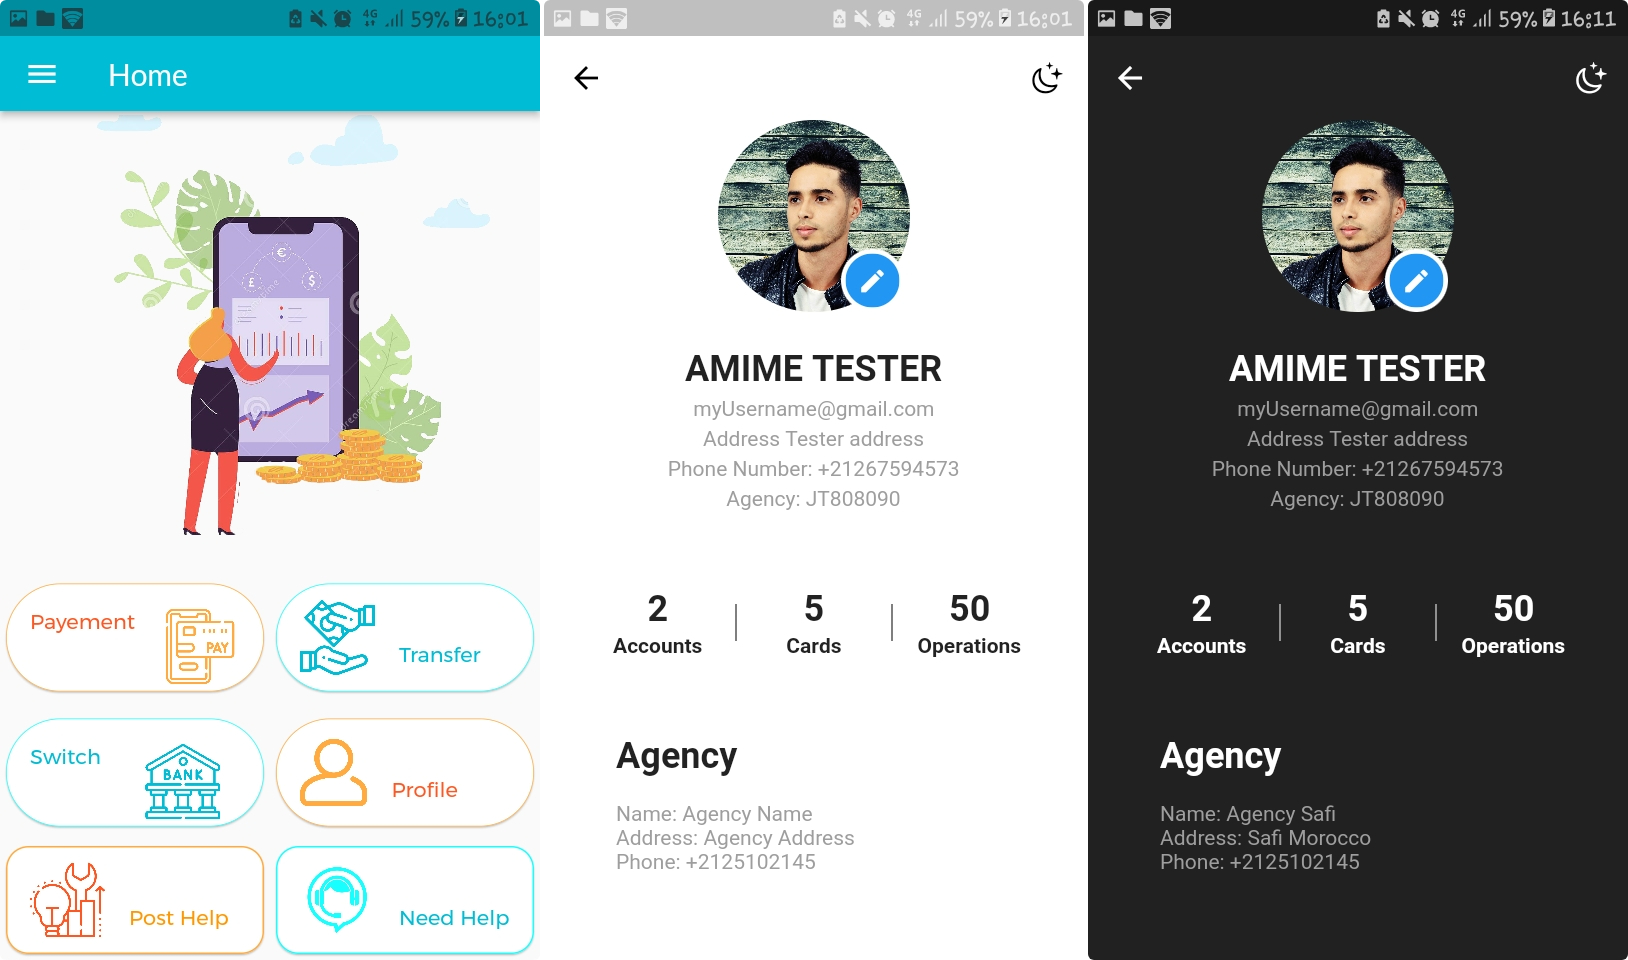 4G 59% 16:01
Home
€
£ $
Payement
PAY
Transfer
Switch
BANK
Profile
Post Help
Need Help
4G 59% 16:01
AMIME TESTER
myUsername@gmail.com
Address Tester address
Phone Number: +21267594573
Agency: JT808090
2 5 50
Accounts Cards Operations
Agency
Name: Agency Name
Address: Agency Address
Phone: +2125102145
4G 59% 16:11
AMIME TESTER
myUsername@gmail.com
Address Tester address
Phone Number: +21267594573
Agency: JT808090
2 5 50
Accounts Cards Operations
Agency
Name: Agency Safi
Address: Safi Morocco
Phone: +2125102145